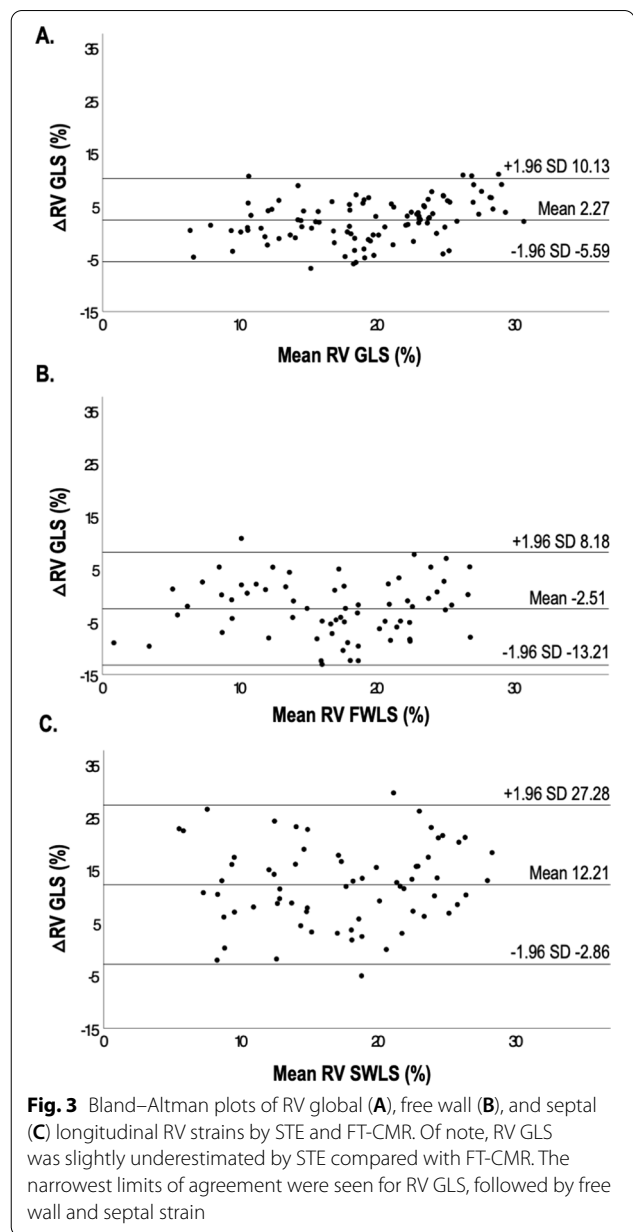 A.
35
25
15
5
-5
-15
ΔRV GLS (%)
+1.96 SD 10.13
Mean 2.27
-1.96 SD -5.59
0 10 20 30
Mean RV GLS (%)
B.
35
25
15
5
-5
-15
ΔRV GLS (%)
+1.96 SD 8.18
Mean -2.51
-1.96 SD -13.21
0 10 20 30
Mean RV FWLS (%)
C.
35
25
15
5
-5
-15
ΔRV GLS (%)
+1.96 SD 27.28
Mean 12.21
-1.96 SD -2.86
0 10 20 30
Mean RV SWLS (%)
Fig. 3 Bland–Altman plots of RV global (A), free wall (B), and septal
(C) longitudinal RV strains by STE and FT-CMR. Of note, RV GLS
was slightly underestimated by STE compared with FT-CMR. The
narrowest limits of agreement were seen for RV GLS, followed by free
wall and septal strain